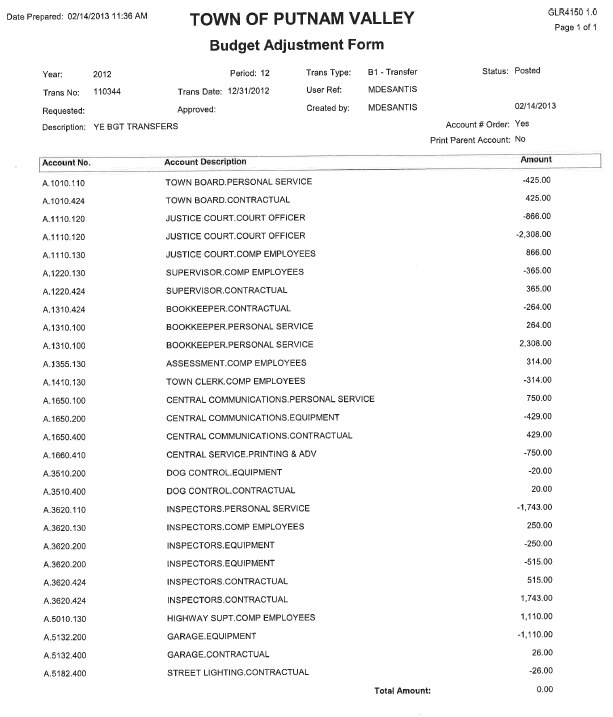 Date Prepared: 02/14/2013 11:36 AM TOWN OF PUTNAM VALLEY GLR4150 1.0
Page 1 of 1
Budget Adjustment Form
Year: 2012 Period: 12 Trans Type: B1 - Transfer Status: Posted
Trans No: 110344 Trans Date: 12/31/2012 User Ref: MDESANTIS
Requested: Approved: Created by: MDESANTIS 02/14/2013
Description: YE BGT TRANSFERS Account # Order: Yes
Print Parent Account: No
Account No. Account Description Amount
A.1010.110 TOWN BOARD.PERSONAL SERVICE -425.00
A.1010.424 TOWN BOARD.CONTRACTUAL 425.00
A.1110.120 JUSTICE COURT.COURT OFFICER -866.00
A.1110.120 JUSTICE COURT.COURT OFFICER -2,308.00
A.1110.130 JUSTICE COURT.COMP EMPLOYEES 866.00
A.1220.130 SUPERVISOR.COMP EMPLOYEES -365.00
A.1220.424 SUPERVISOR.CONTRACTUAL 365.00
A.1310.424 BOOKKEEPER.CONTRACTUAL -264.00
A.1310.100 BOOKKEEPER.PERSONAL SERVICE 264.00
A.1310.100 BOOKKEEPER.PERSONAL SERVICE 2,308.00
A.1355.130 ASSESSMENT.COMP EMPLOYEES 314.00
A.1410.130 TOWN CLERK.COMP EMPLOYEES -314.00
A.1650.100 CENTRAL COMMUNICATIONS.PERSONAL SERVICE 750.00
A.1650.200 CENTRAL COMMUNICATIONS.EQUIPMENT -429.00
A.1650.400 CENTRAL COMMUNICATIONS.CONTRACTUAL 429.00
A.1660.410 CENTRAL SERVICE.PRINTING & ADV -750.00
A.3510.200 DOG CONTROL.EQUIPMENT -20.00
A.3510.400 DOG CONTROL.CONTRACTUAL 20.00
A.3620.110 INSPECTORS.PERSONAL SERVICE -1,743.00
A.3620.130 INSPECTORS.COMP EMPLOYEES 250.00
A.3620.200 INSPECTORS.EQUIPMENT -250.00
A.3620.200 INSPECTORS.EQUIPMENT -515.00
A.3620.424 INSPECTORS.CONTRACTUAL 515.00
A.3620.424 INSPECTORS.CONTRACTUAL 1,743.00
A.5010.130 HIGHWAY SUPT.COMP EMPLOYEES 1,110.00
A.5132.200 GARAGE.EQUIPMENT -1,110.00
A.5132.400 GARAGE.CONTRACTUAL 26.00
A.5182.400 STREET LIGHTING.CONTRACTUAL -26.00
Total Amount: 0.00